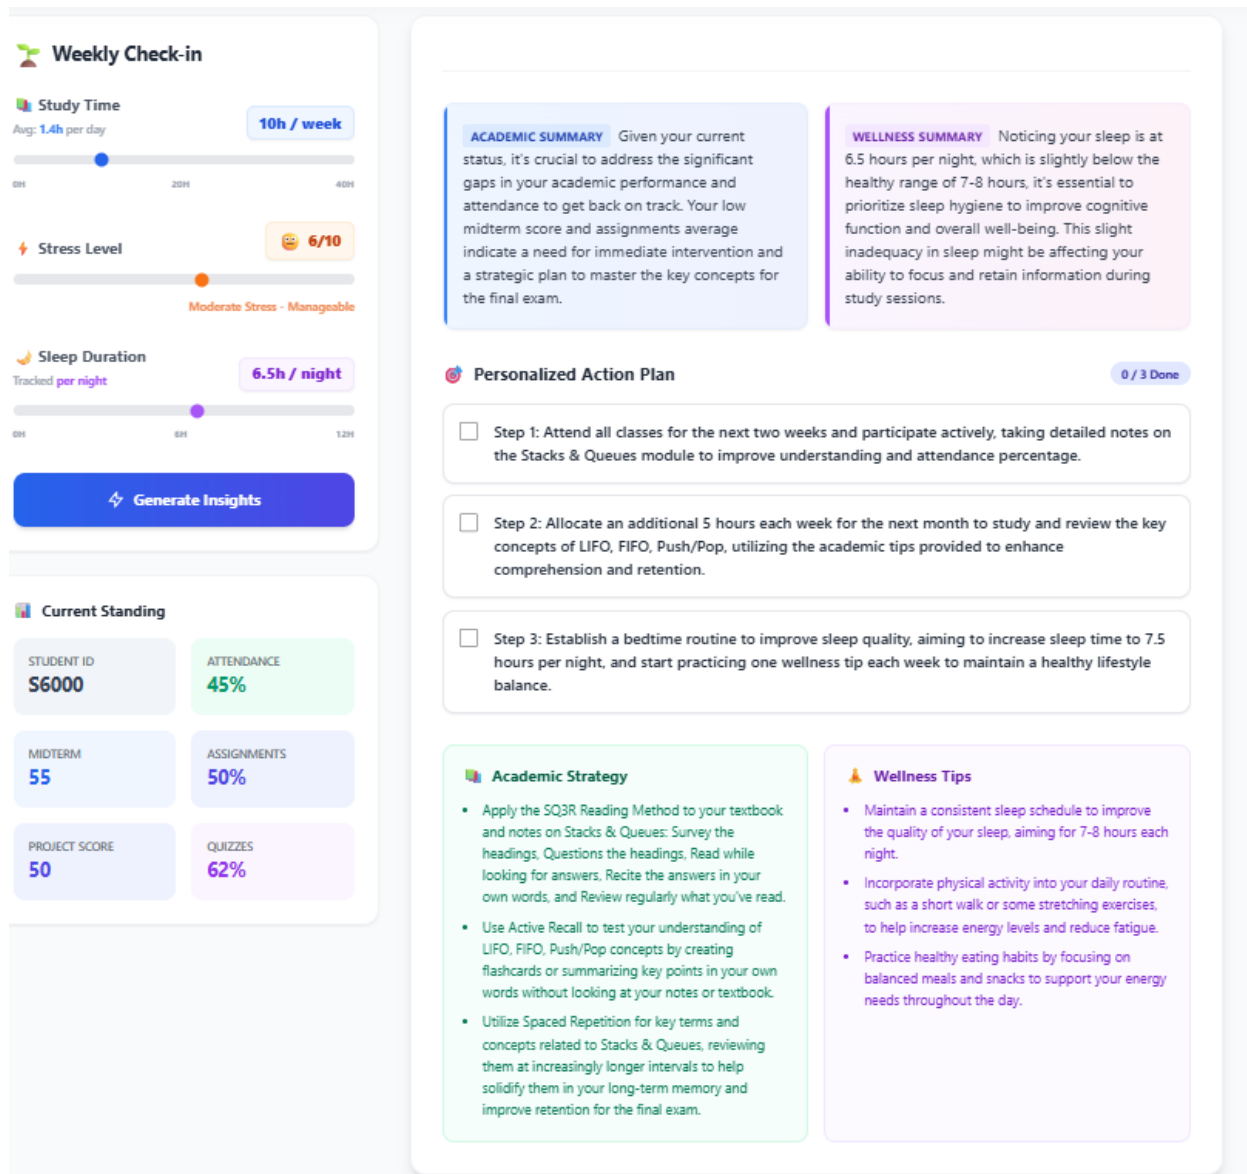 Weekly Check-in
Study Time
Avg: 1.4h per day
10h / week
0H
20H
40H
Stress Level
6/10
Moderate Stress - Manageable
Sleep Duration
Tracked per night
6.5h / night
0H
6H
12H
Generate Insights
Current Standing
STUDENT ID
S6000
ATTENDANCE
45%
MIDTERM
55
ASSIGNMENTS
50%
PROJECT SCORE
50
QUIZZES
62%
ACADEMIC SUMMARY Given your current
status, it's crucial to address the significant
gaps in your academic performance and
attendance to get back on track. Your low
midterm score and assignments average
indicate a need for immediate intervention and
a strategic plan to master the key concepts for
the final exam.
WELLNESS SUMMARY Noticing your sleep is at
6.5 hours per night, which is slightly below the
healthy range of 7-8 hours, it's essential to
prioritize sleep hygiene to improve cognitive
function and overall well-being. This slight
inadequacy in sleep might be affecting your
ability to focus and retain information during
study sessions.
Personalized Action Plan
0 / 3 Done
Step 1: Attend all classes for the next two weeks and participate actively, taking detailed notes on
the Stacks & Queues module to improve understanding and attendance percentage.
Step 2: Allocate an additional 5 hours each week for the next month to study and review the key
concepts of LIFO, FIFO, Push/Pop, utilizing the academic tips provided to enhance
comprehension and retention.
Step 3: Establish a bedtime routine to improve sleep quality, aiming to increase sleep time to 7.5
hours per night, and start practicing one wellness tip each week to maintain a healthy lifestyle
balance.
Academic Strategy
• Apply the SQ3R Reading Method to your textbook
and notes on Stacks & Queues: Survey the
headings, Questions the headings, Read while
looking for answers, Recite the answers in your
own words, and Review regularly what you've read.
• Use Active Recall to test your understanding of
LIFO, FIFO, Push/Pop concepts by creating
flashcards or summarizing key points in your own
words without looking at your notes or textbook.
• Utilize Spaced Repetition for key terms and
concepts related to Stacks & Queues, reviewing
them at increasingly longer intervals to help
solidify them in your long-term memory and
improve retention for the final exam.
Wellness Tips
• Maintain a consistent sleep schedule to improve
the quality of your sleep, aiming for 7-8 hours each
night.
• Incorporate physical activity into your daily routine,
such as a short walk or some stretching exercises,
to help increase energy levels and reduce fatigue.
• Practice healthy eating habits by focusing on
balanced meals and snacks to support your energy
needs throughout the day.